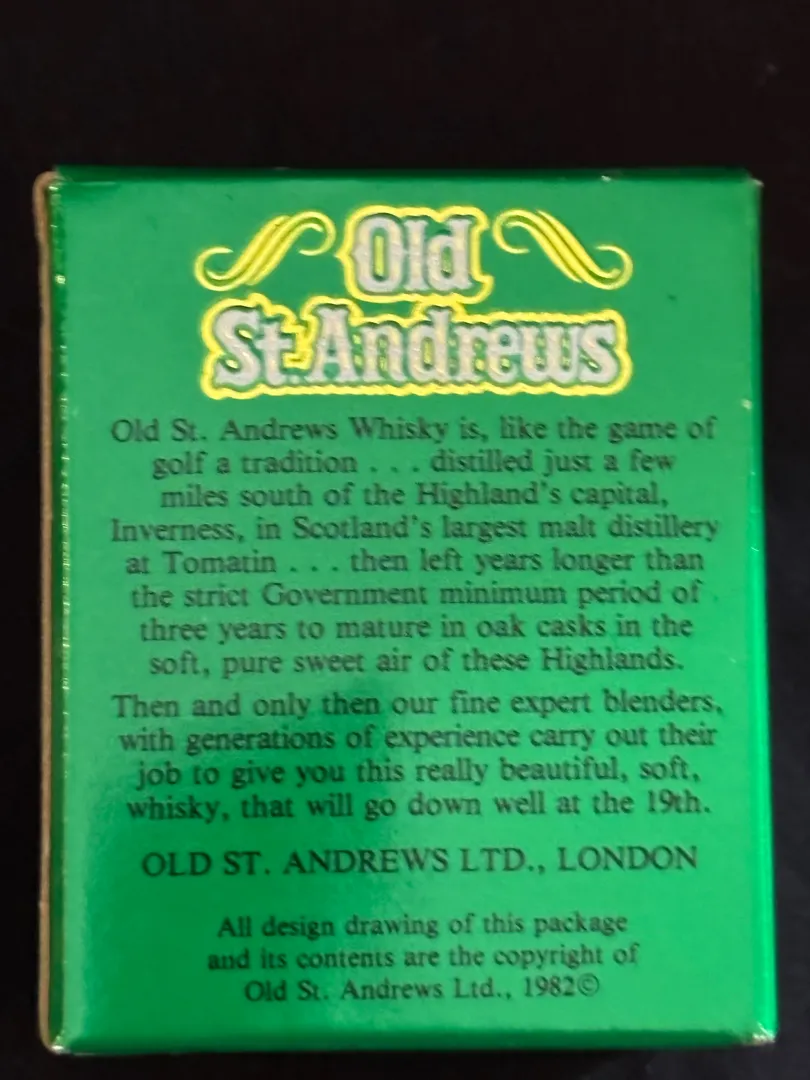 Old
St. Andrews
Old St. Andrews Whisky is, like the game of
golf a tradition . . . distilled just a few
miles south of the Highland's capital,
Inverness, in Scotland's largest malt distillery
at Tomatin . . . then left years longer than
the strict Government minimum period of
three years to mature in oak casks in the
soft, pure sweet air of these Highlands.
Then and only then our fine expert blenders,
with generations of experience carry out their
job to give you this really beautiful, soft,
whisky, that will go down well at the 19th.
OLD ST. ANDREWS LTD., LONDON
All design drawing of this package
and its contents are the copyright of
Old St. Andrews Ltd., 1982©